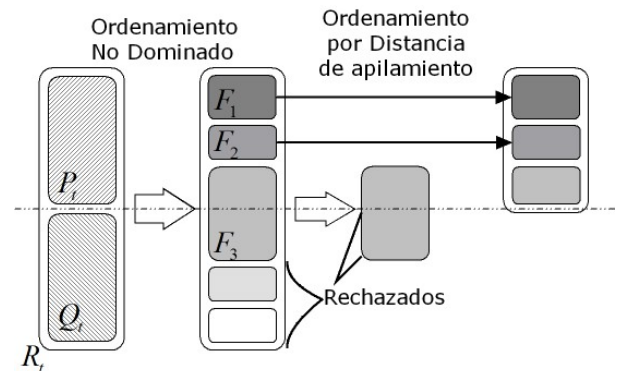 Ordenamiento
No Dominado
Ordenamiento
por Distancia
de apilamiento
F₁
F₂
Pₜ
F₃
Qₜ
Rechazados
Rₜ